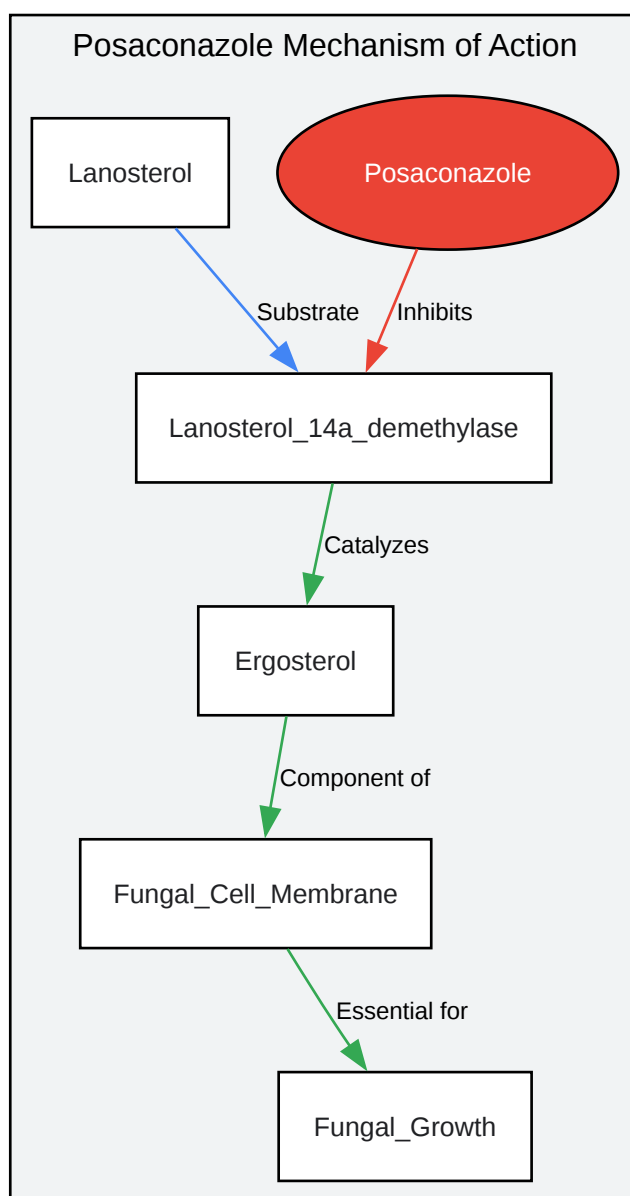 Posaconazole Mechanism of Action
Lanosterol
Posaconazole
Substrate
Inhibits
Lanosterol_14a_demethylase
Catalyzes
Ergosterol
Component of
Fungal_Cell_Membrane
Essential for
Fungal_Growth